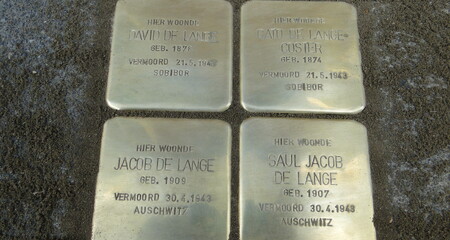 HIER WOONDE
DAVID DE LANGE
GEB. 1871
VERMOORD 21.5.1943
SOBIBOR
HIER WOONDE
DE LANGE-
COSTER
GEB. 1874
VERMOORD 21.5.1943
SOBIBOR
HIER WOONDE
JACOB DE LANGE
GEB. 1909
VERMOORD 30.4.1943
AUSCHWITZ
HIER WOONDE
SAUL JACOB
DE LANGE
GEB. 1907
VERMOORD 30.4.1943
AUSCHWITZ